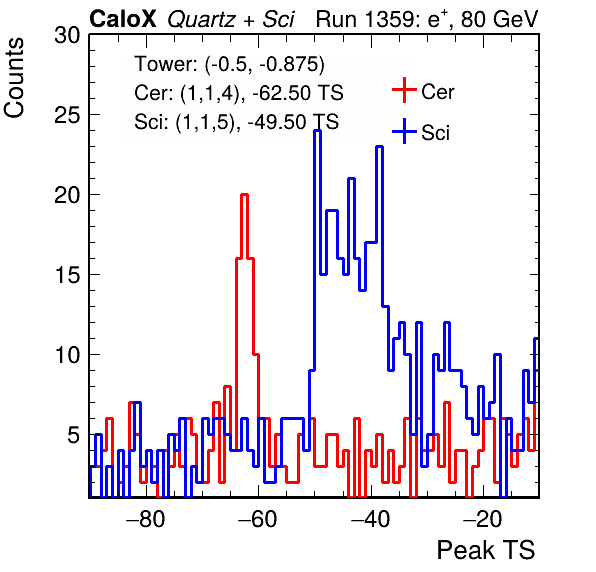 CaloX Quartz + Sci Run 1359: e+, 80 GeV
Counts
30
25
20
15
10
5
Tower: (-0.5, -0.875)
Cer: (1,1,4), -62.50 TS
Sci: (1,1,5), -49.50 TS
Cer
Sci
−80 −60 −40 −20
Peak TS